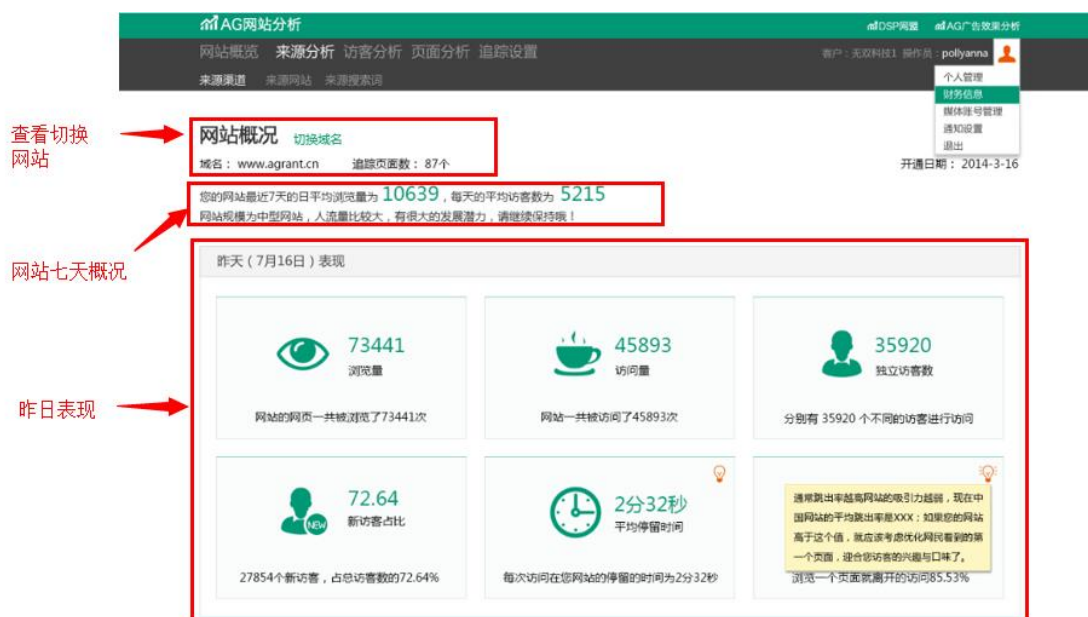 AG网站分析
DSP网盟 AG广告效果分析
网站概览 来源分析 访客分析 页面分析 追踪设置
客户：无双科技1 操作员：pollyanna
来源渠道 来源网站 来源搜索词
个人管理
财务信息
媒体账号管理
通知设置
退出
查看切换
网站
网站概况 切换域名
域名： www.agrant.cn 追踪页面数： 87个
开通日期： 2014-3-16
您的网站最近7天的日平均浏览量为 10639，每天的平均访客数为 5215
网站规模为中型网站，人流量比较大，有很大的发展潜力，请继续保持哦！
网站七天概况
昨天（7月16日）表现
昨日表现
73441
浏览量
网站的网页一共被浏览了73441次
45893
访问量
网站一共被访问了45893次
35920
独立访客数
分别有 35920 个不同的访客进行访问
NEW
72.64
新访客占比
27854个新访客，占总访客数的72.64%
2分32秒
平均停留时间
每次访问在您网站的停留的时间为2分32秒
通常跳出率越高网站的吸引力越弱，现在中
国网站的平均跳出率是XXX；如果您的网站
高于这个值，就应该考虑优化网民看到的第
一个页面，迎合您访客的兴趣与口味了。
浏览一个页面就离开的访问85.53%